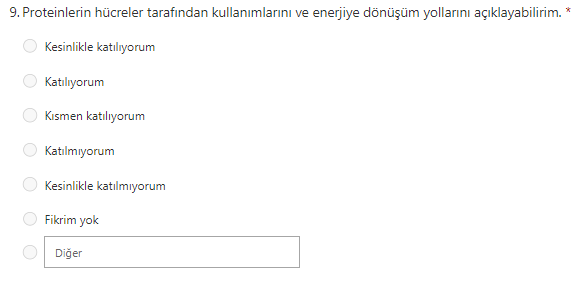 9. Proteinlerin hücreler tarafından kullanımlarını ve enerjiye dönüşüm yollarını açıklayabilirim. *
Kesinlikle katılıyorum
Katılıyorum
Kısmen katılıyorum
Katılmıyorum
Kesinlikle katılmıyorum
Fikrim yok
Diğer